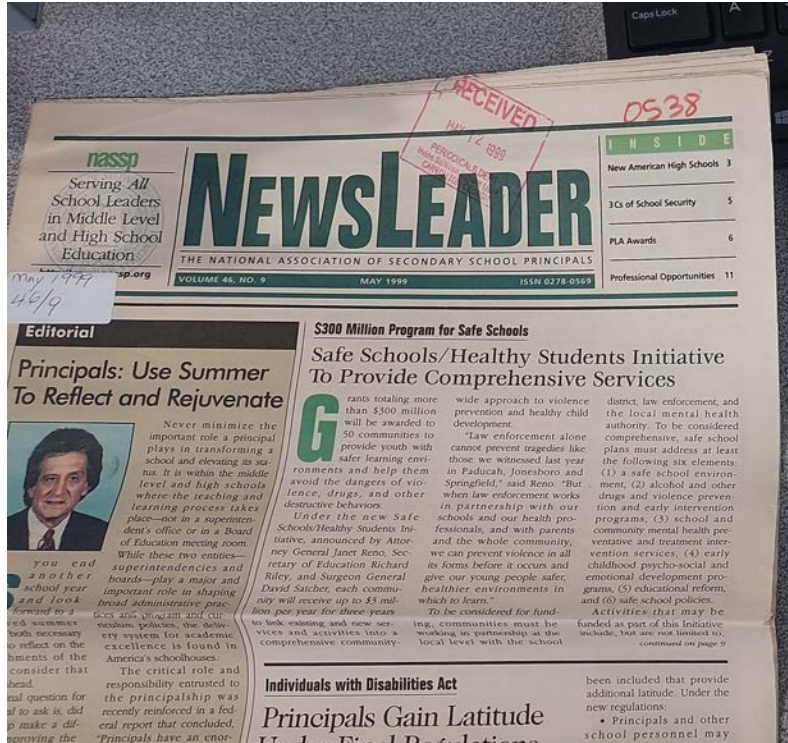 Caps Lock
A
Z
RECEIVED
MAY 12 1999
PERIODICALS DE
0538
nassp
Serving All
School Leaders
in Middle Level
and High School
Education
sp.org
May 1999
46/9
NEWSLEADER
THE NATIONAL ASSOCIATION OF SECONDARY SCHOOL PRINCIPALS
VOLUME 46, NO. 9 MAY 1999 ISSN 0278-0569
INSIDE
New American High Schools 3
3Cs of School Security 5
PLA Awards 6
Professional Opportunities 11
Editorial
Principals: Use Summer
To Reflect and Rejuvenate
Never minimize the
important role a principal
plays in transforming a
school and elevating its sta-
tus. It is within the middle
level and high schools
where the teaching and
learning process takes
place—not in a superinten-
dent's office or in a Board
of Education meeting room.
While these two entities—
superintendencies and
boards—play a major and
important role in shaping
broad administrative prac-
tices and program and cur-
riculum policies, the deliv-
ery system for academic
excellence is found in
America's schoolhouses.
The critical role and
responsibility entrusted to
the principalship was
recently reinforced in a fed-
eral report that concluded,
"Principals have an enor-
you end
another
school year
and look
forward to a
ed summer
both necessary
o reflect on the
hments of the
consider that
head.
nal question for
al to ask is, did
p make a dif-
mproving the
$300 Million Program for Safe Schools
Safe Schools/Healthy Students Initiative
To Provide Comprehensive Services
Grants totaling more
than $300 million
will be awarded to
50 communities to
provide youth with
safer learning envi-
ronments and help them
avoid the dangers of vio-
lence, drugs, and other
destructive behaviors.
Under the new Safe
Schools/Healthy Students Ini-
tiative, announced by Attor-
ney General Janet Reno, Sec-
retary of Education Richard
Riley, and Surgeon General
David Satcher, each commu-
nity will receive up to $3 mil-
lion per year for three years
to link existing and new ser-
vices and activities into a
comprehensive community-
wide approach to violence
prevention and healthy child
development.
"Law enforcement alone
cannot prevent tragedies like
those we witnessed last year
in Paducah, Jonesboro and
Springfield," said Reno. "But
when law enforcement works
in partnership with our
schools and our health pro-
fessionals, and with parents
and the whole community,
we can prevent violence in all
its forms before it occurs and
give our young people safer,
healthier environments in
which to learn."
To be considered for fund-
ing, communities must be
working in partnership at the
local level with the school
district, law enforcement, and
the local mental health
authority. To be considered
comprehensive, safe school
plans must address at least
the following six elements:
(1) a safe school environ-
ment, (2) alcohol and other
drugs and violence preven-
tion and early intervention
programs, (3) school and
community mental health pre-
ventative and treatment inter-
vention services, (4) early
childhood psycho-social and
emotional development pro-
grams, (5) educational reform,
and (6) safe school policies.
Activities that may be
funded as part of this Initiative
include, but are not limited to,
continued on page 9
Individuals with Disabilities Act
Principals Gain Latitude
Under Final Regulations
been included that provide
additional latitude. Under the
new regulations:
• Principals and other
school personnel may